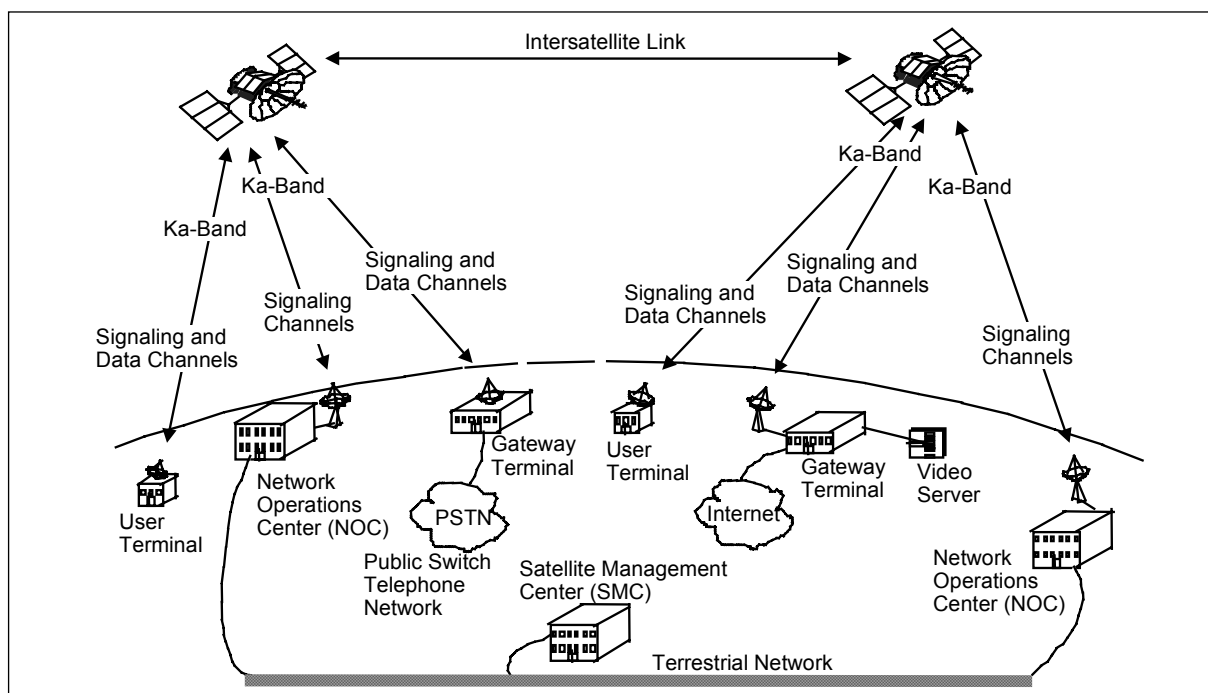 Intersatellite Link
Ka-Band
Ka-Band
Ka-Band
Ka-Band
Signaling and
Data Channels
Signaling
Channels
Signaling and
Data Channels
Signaling and
Data Channels
Signaling and
Data Channels
Signaling
Channels
User
Terminal
Network
Operations
Center (NOC)
Gateway
Terminal
PSTN
Public Switch
Telephone
Network
User
Terminal
Internet
Gateway
Terminal
Video
Server
Network
Operations
Center (NOC)
Satellite Management
Center (SMC)
Terrestrial Network